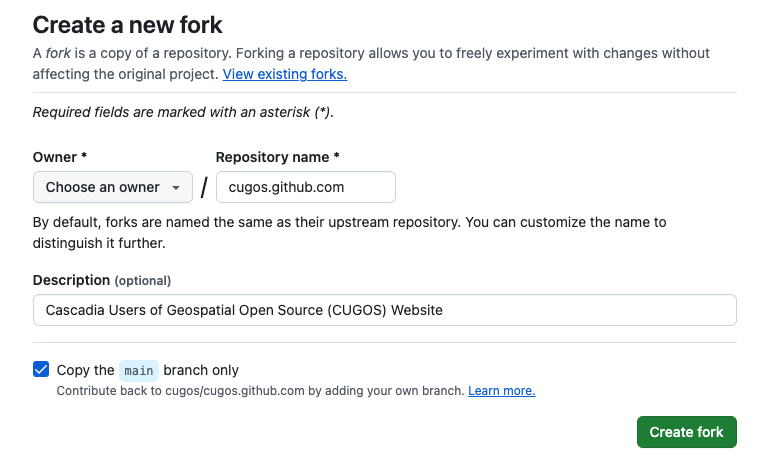 Create a new fork
A fork is a copy of a repository. Forking a repository allows you to freely experiment with changes without
affecting the original project. View existing forks.
Required fields are marked with an asterisk (*).
Owner * Repository name *
Choose an owner / cugos.github.com
By default, forks are named the same as their upstream repository. You can customize the name to
distinguish it further.
Description (optional)
Cascadia Users of Geospatial Open Source (CUGOS) Website
Copy the main branch only
Contribute back to cugos/cugos.github.com by adding your own branch. Learn more.
Create fork